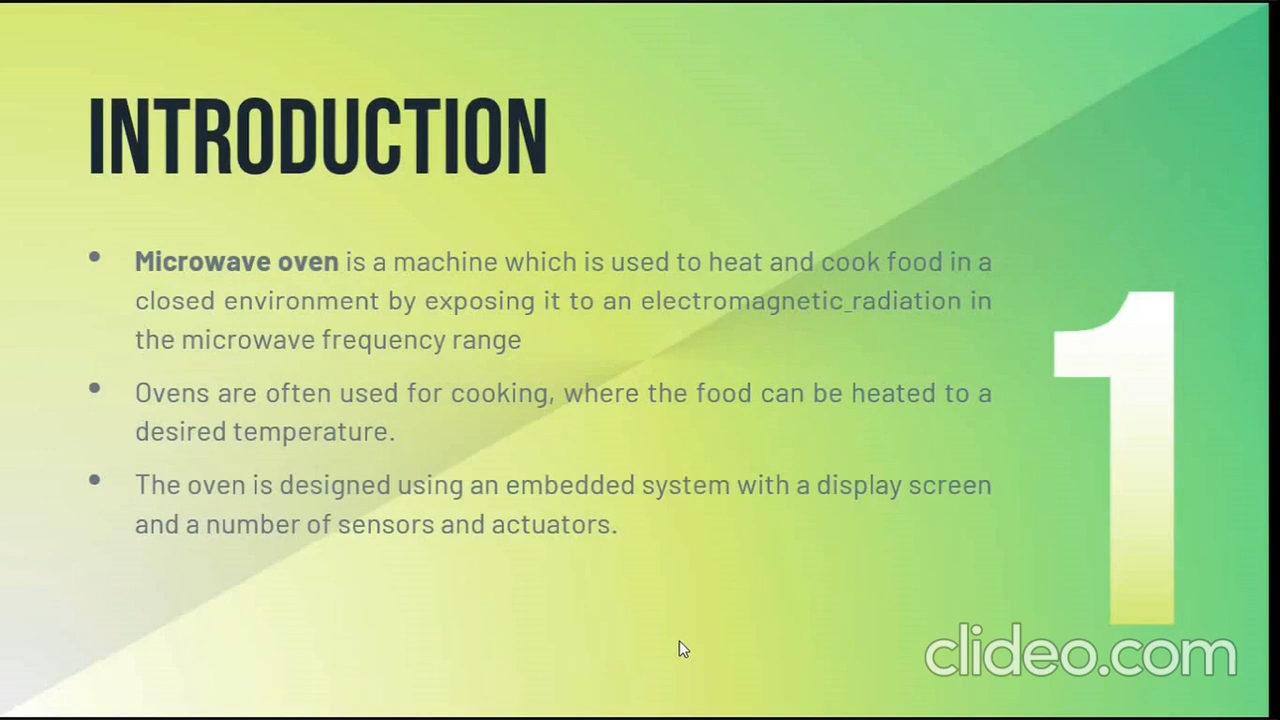 INTRODUCTION
• Microwave oven is a machine which is used to heat and cook food in a
closed environment by exposing it to an electromagnetic_radiation in
the microwave frequency range
• Ovens are often used for cooking, where the food can be heated to a
desired temperature.
• The oven is designed using an embedded system with a display screen
and a number of sensors and actuators.
1
clideo.com